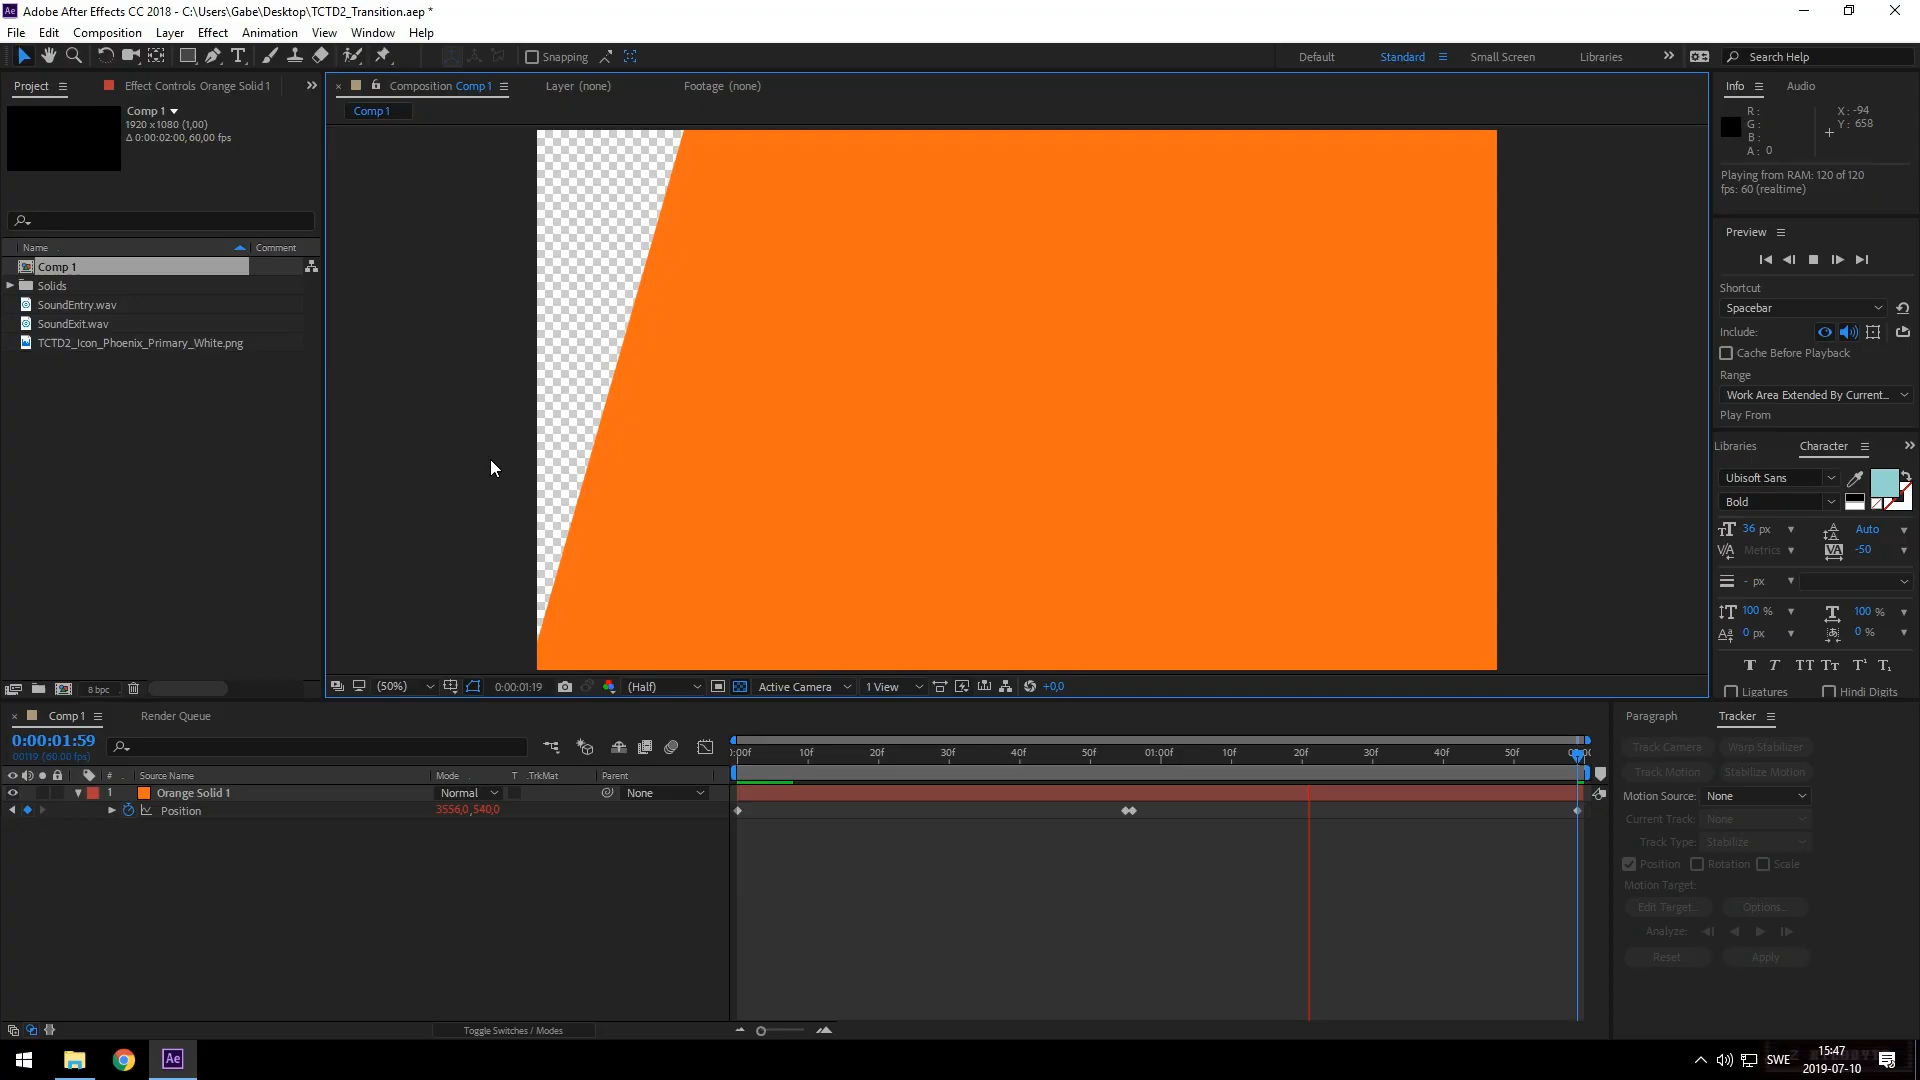 Adobe After Effects CC 2018 - C:\Users\Gabe\Desktop\TCTD2_Transition.aep *
File Edit Composition Layer Effect Animation View Window Help
Snapping
Default Standard Small Screen Libraries Search Help
Project
Effect Controls Orange Solid 1
Comp 1
1920 x 1080 (1,00)
Δ 0:00:02:00, 60,00 fps
Name Comment
Comp 1
Solids
SoundEntry.wav
SoundExit.wav
TCTD2_Icon_Phoenix_Primary_White.png
8 bpc
Composition Comp 1
Layer (none)
Footage (none)
Comp 1
(50%) 0:00:01:19 (Half) Active Camera 1 View +0,0
Info Audio
R: X: -94
G: Y: 658
B:
A: 0
Playing from RAM: 120 of 120
fps: 60 (realtime)
Preview
Shortcut
Spacebar
Include:
Cache Before Playback
Range
Work Area Extended By Current...
Play From
Libraries Character
Ubisoft Sans
Bold
36 px Auto
Metrics -50
- px
100 % 100 %
0 px 0 %
Ligatures Hindi Digits
Comp 1 Render Queue
0:00:01:59
00119 (60.00 fps)
:00f 10f 20f 30f 40f 50f 01:00f 10f 20f 30f 40f 50f
# Source Name Mode T .TrkMat Parent
1 Orange Solid 1 Normal None
Position 3556,0,540,0
Toggle Switches / Modes
Paragraph Tracker
Track Camera Warp Stabilizer
Track Motion Stabilize Motion
Motion Source: None
Current Track: None
Track Type: Stabilize
Position Rotation Scale
Motion Target:
Edit Target... Options...
Analyze:
Reset Apply
SWE
15:47
2019-07-10